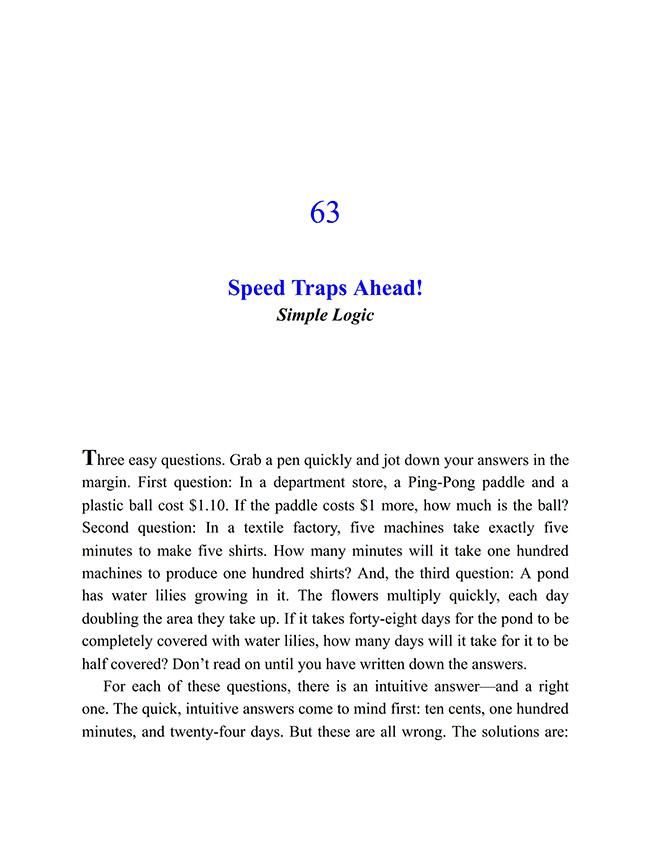 63
Speed Traps Ahead!
Simple Logic
Three easy questions. Grab a pen quickly and jot down your answers in the
margin. First question: In a department store, a Ping-Pong paddle and a
plastic ball cost $1.10. If the paddle costs $1 more, how much is the ball?
Second question: In a textile factory, five machines take exactly five
minutes to make five shirts. How many minutes will it take one hundred
machines to produce one hundred shirts? And, the third question: A pond
has water lilies growing in it. The flowers multiply quickly, each day
doubling the area they take up. If it takes forty-eight days for the pond to be
completely covered with water lilies, how many days will it take for it to be
half covered? Don’t read on until you have written down the answers.
For each of these questions, there is an intuitive answer—and a right
one. The quick, intuitive answers come to mind first: ten cents, one hundred
minutes, and twenty-four days. But these are all wrong. The solutions are: